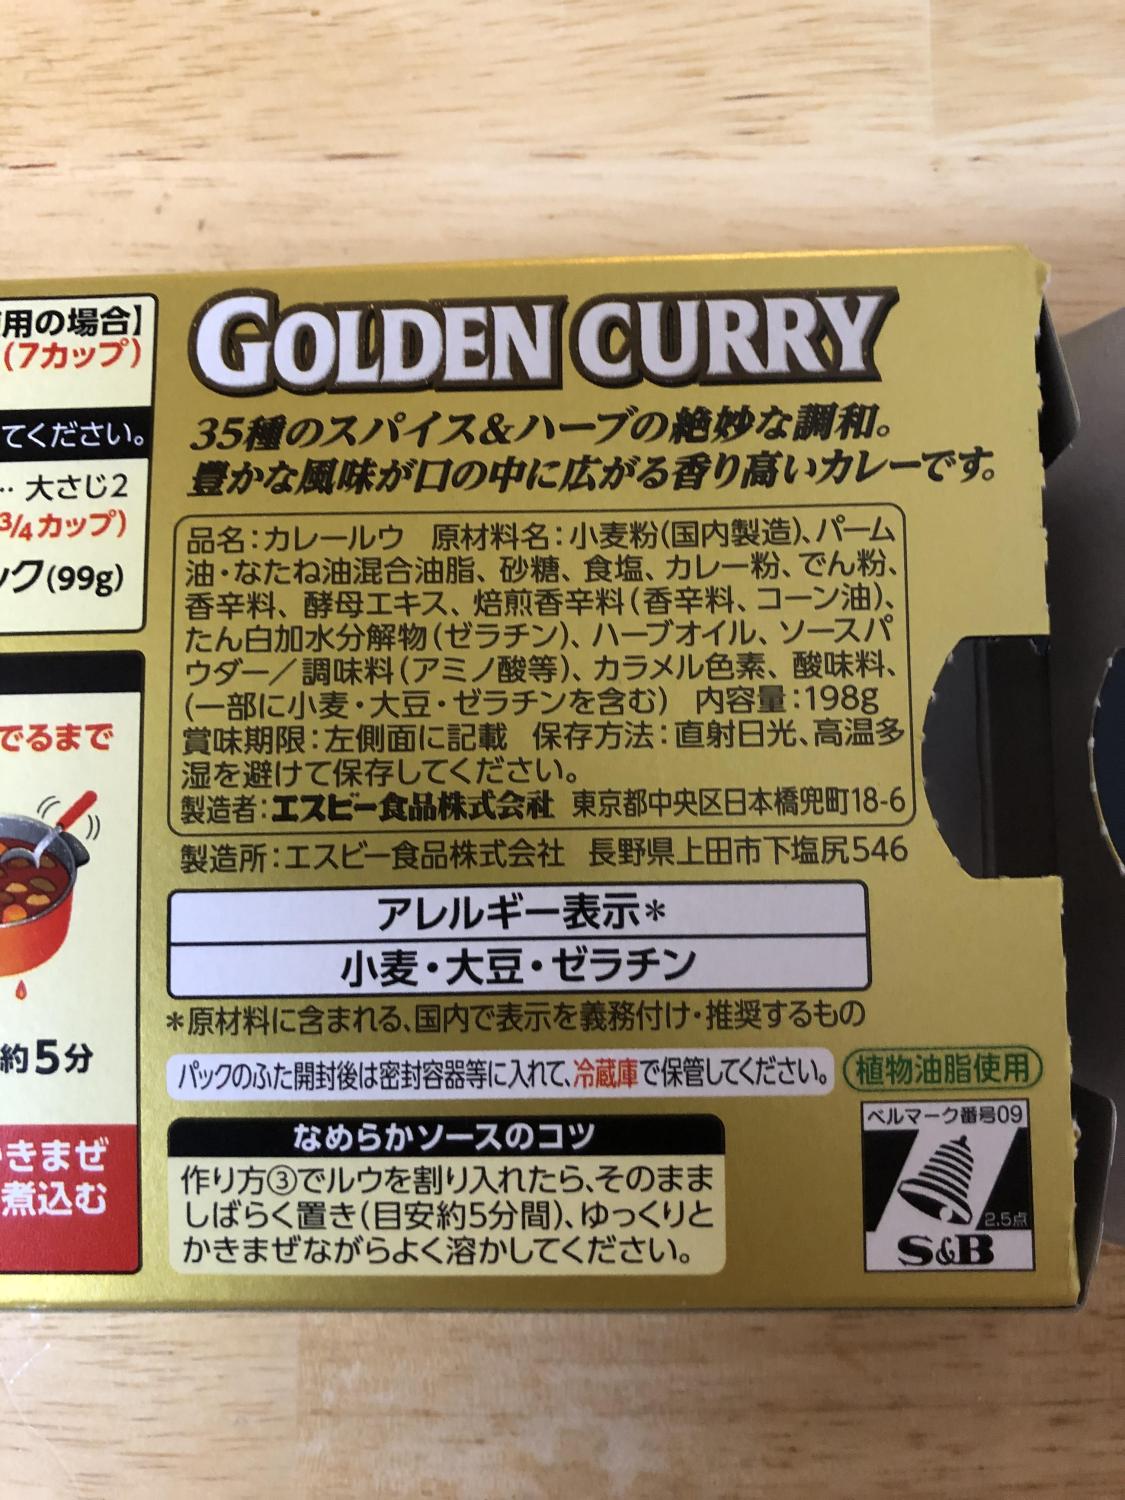 用の場合】
(7カップ)
てください。
‥ 大さじ2
3/4カップ)
ック(99g)
でるまで
約5分
きまぜ
煮込む
GOLDEN CURRY
35種のスパイス&ハーブの絶妙な調和。
豊かな風味が口の中に広がる香り高いカレーです。
品名:カレールウ 原材料名:小麦粉(国内製造)、パーム
油・なたね油混合油脂、砂糖、食塩、カレー粉、でん粉、
香辛料、酵母エキス、焙煎香辛料(香辛料、コーン油)、
たん白加水分解物(ゼラチン)、ハーブオイル、ソースパ
ウダー/調味料(アミノ酸等)、カラメル色素、酸味料、
(一部に小麦・大豆・ゼラチンを含む) 内容量:198g
賞味期限:左側面に記載 保存方法:直射日光、高温多
湿を避けて保存してください。
製造者:エスビー食品株式会社 東京都中央区日本橋兜町18-6
製造所:エスビー食品株式会社 長野県上田市下塩尻546
アレルギー表示*
小麦・大豆・ゼラチン
*原材料に含まれる、国内で表示を義務付け・推奨するもの
パックのふた開封後は密封容器等に入れて、冷蔵庫で保管してください。
植物油脂使用
なめらかソースのコツ
作り方③でルウを割り入れたら、そのまま
しばらく置き(目安約5分間)、ゆっくりと
かきまぜながらよく溶かしてください。
ベルマーク番号09
2.5点
S&B